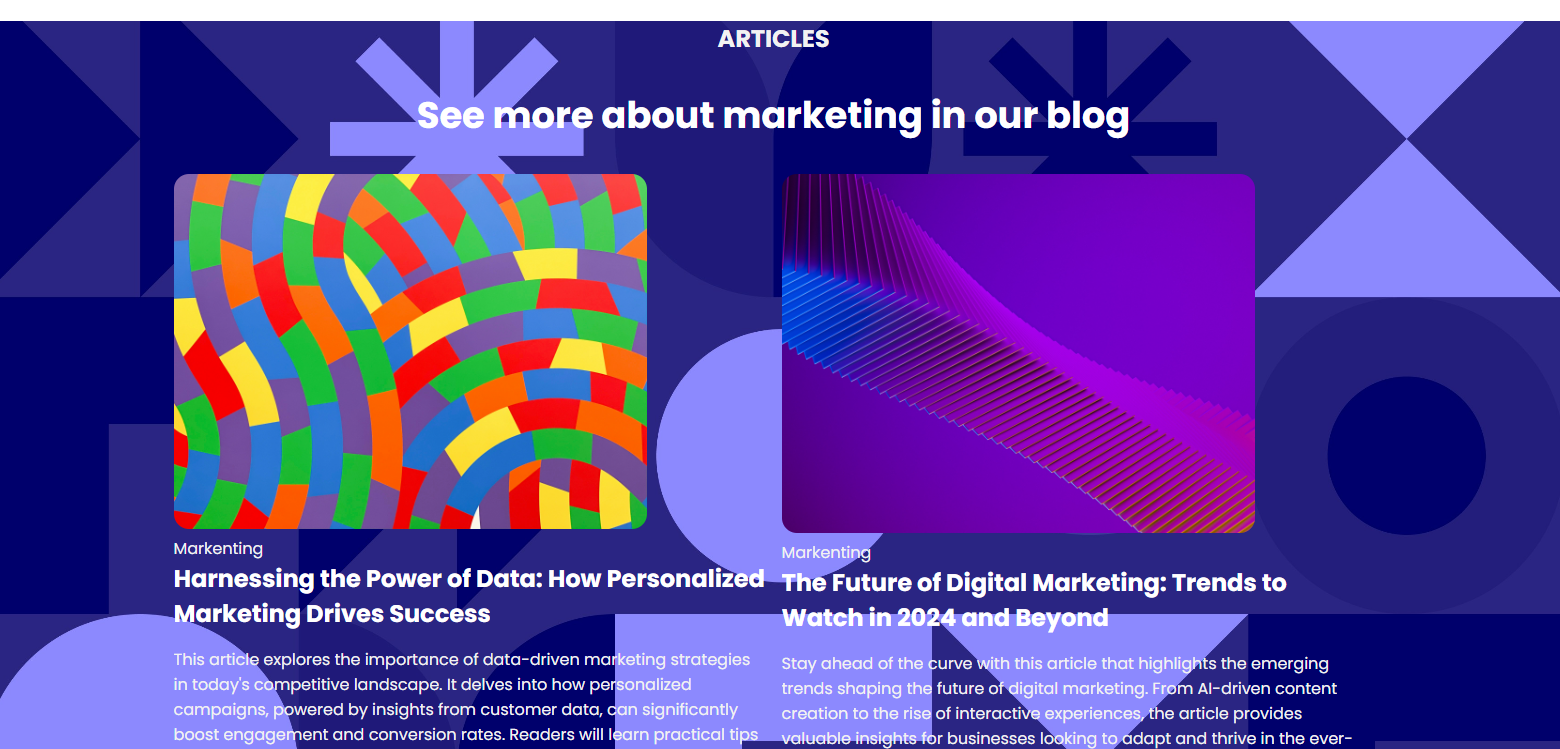 ARTICLES
See more about marketing in our blog
Markenting
Harnessing the Power of Data: How Personalized
Marketing Drives Success
This article explores the importance of data-driven marketing strategies
in today's competitive landscape. It delves into how personalized
campaigns, powered by insights from customer data, can significantly
boost engagement and conversion rates. Readers will learn practical tips
Markenting
The Future of Digital Marketing: Trends to
Watch in 2024 and Beyond
Stay ahead of the curve with this article that highlights the emerging
trends shaping the future of digital marketing. From AI-driven content
creation to the rise of interactive experiences, the article provides
valuable insights for businesses looking to adapt and thrive in the ever-